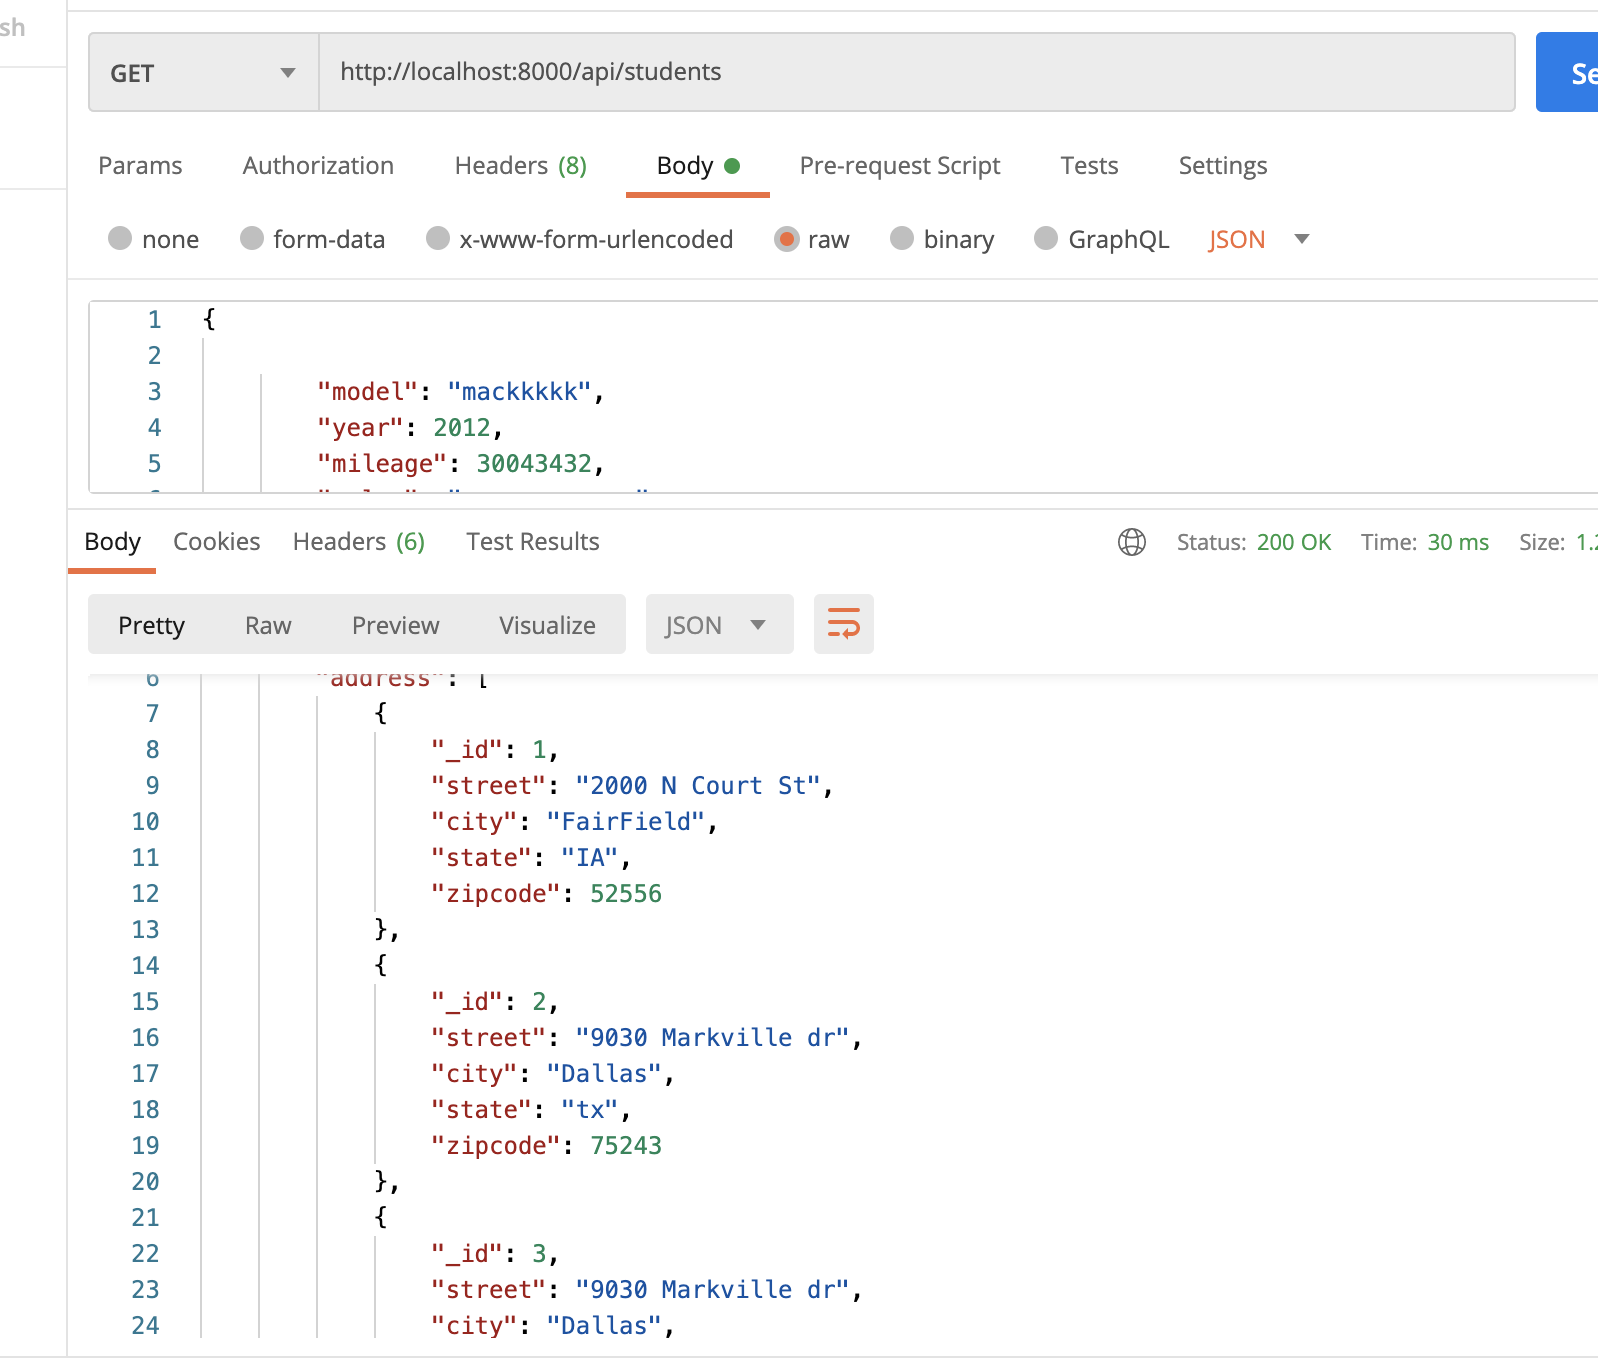 sh
GET http://localhost:8000/api/students Se
Params Authorization Headers (8) Body Pre-request Script Tests Settings
none form-data x-www-form-urlencoded raw binary GraphQL JSON
1 {
2
3 "model": "mackkkkk",
4 "year": 2012,
5 "mileage": 30043432,
Body Cookies Headers (6) Test Results Status: 200 OK Time: 30 ms Size: 1.2
Pretty Raw Preview Visualize JSON
6 "address": [
7 {
8 "_id": 1,
9 "street": "2000 N Court St",
10 "city": "FairField",
11 "state": "IA",
12 "zipcode": 52556
13 },
14 {
15 "_id": 2,
16 "street": "9030 Markville dr",
17 "city": "Dallas",
18 "state": "tx",
19 "zipcode": 75243
20 },
21 {
22 "_id": 3,
23 "street": "9030 Markville dr",
24 "city": "Dallas",